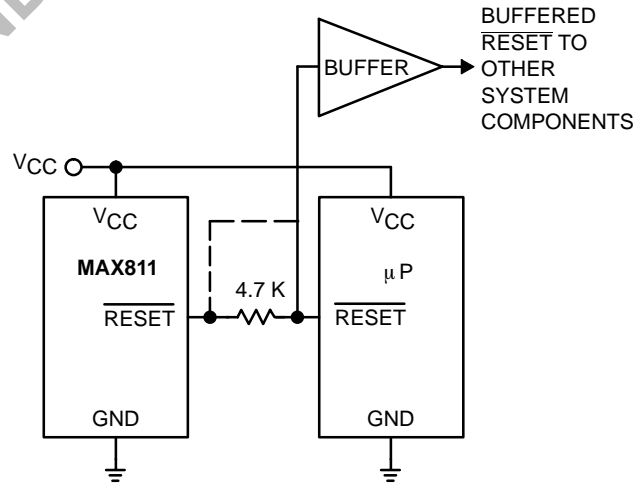 BUFFERED
RESET TO
OTHER
SYSTEM
COMPONENTS
BUFFER
VCC
VCC
VCC
MAX811
μP
4.7 K
RESET
RESET
GND
GND